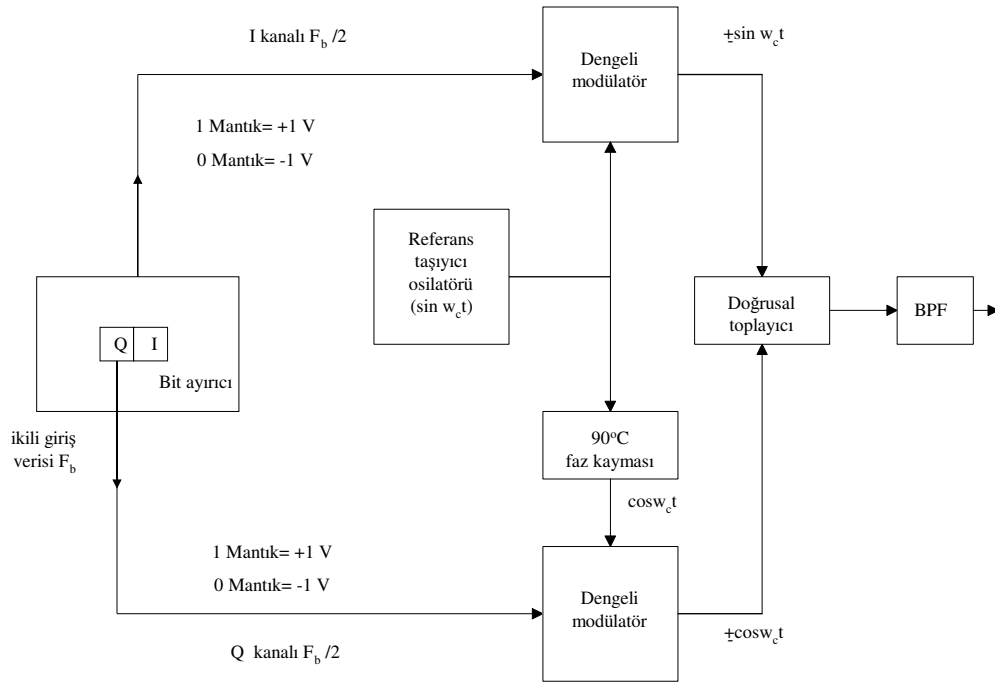 I kanalı F_b /2
±sin w_ct
Dengeli
modülatör
1 Mantık= +1 V
0 Mantık= -1 V
Referans
taşıyıcı
osilatörü
(sin w_ct)
Q I
Bit ayırıcı
Doğrusal
toplayıcı
BPF
ikili giriş
verisi F_b
90°C
faz kayması
cosw_ct
1 Mantık= +1 V
0 Mantık= -1 V
Dengeli
modülatör
±cosw_ct
Q kanalı F_b /2